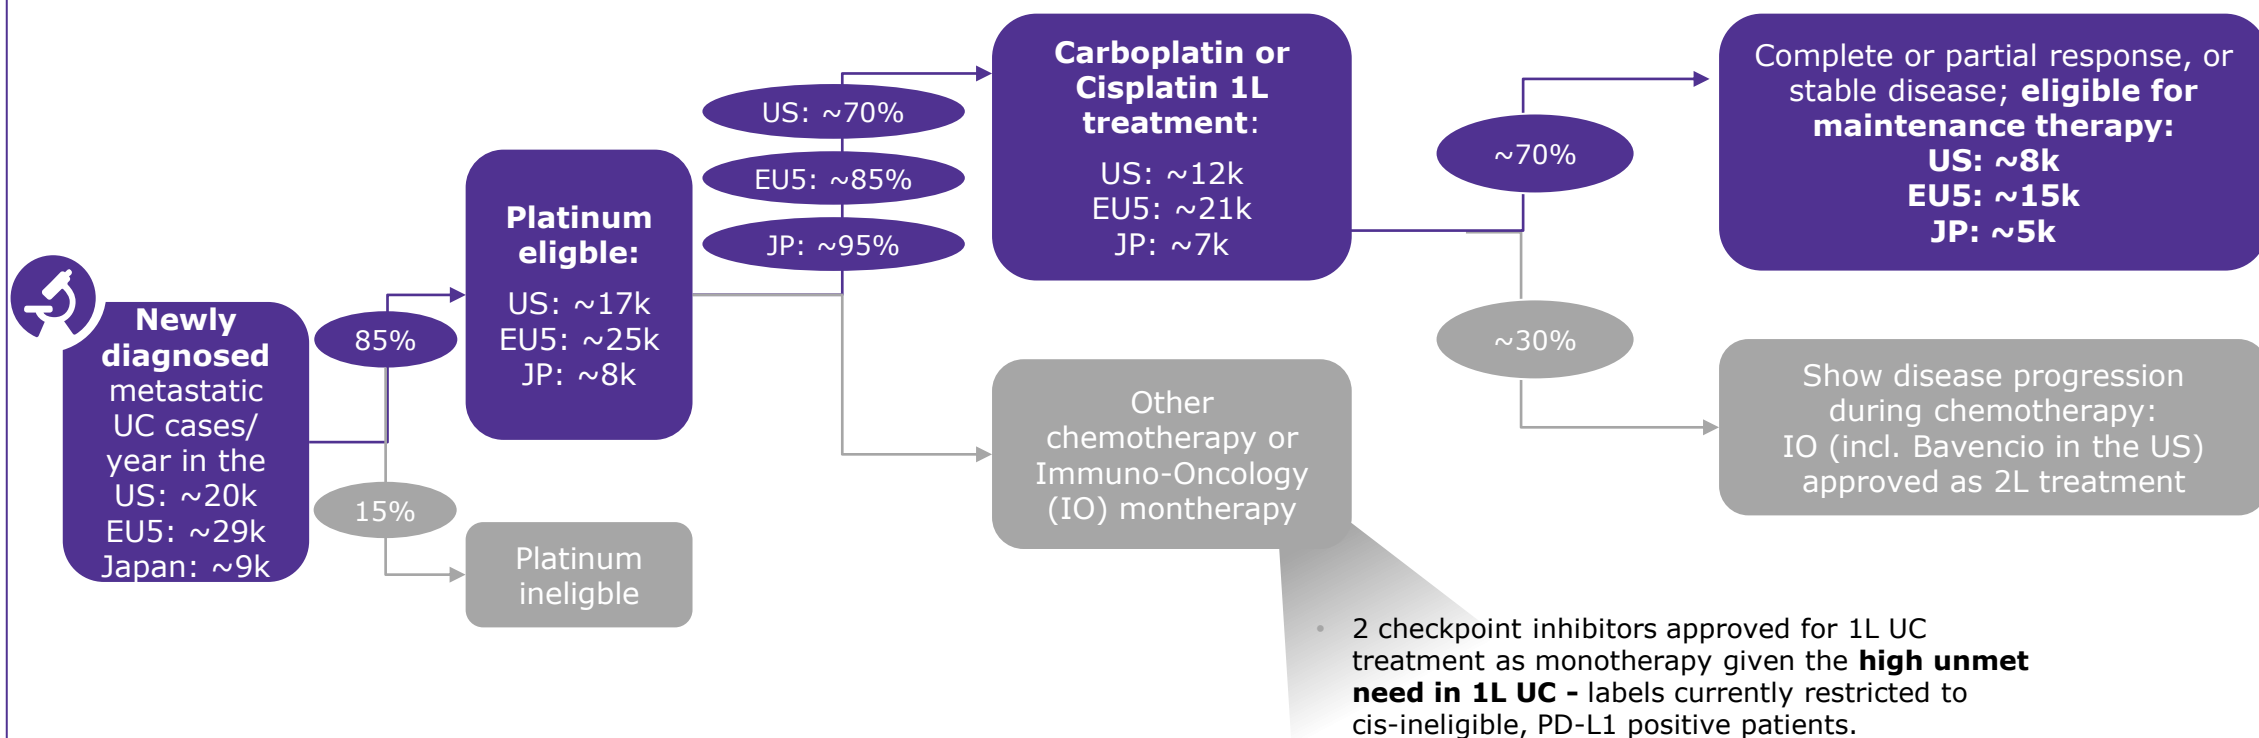 Newly
diagnosed
metastatic
UC cases/
year in the
US: ~20k
EU5: ~29k
Japan: ~9k
85%
15%
Platinum
eligble:
US: ~17k
EU5: ~25k
JP: ~8k
Platinum
ineligble
US: ~70%
EU5: ~85%
JP: ~95%
Carboplatin or
Cisplatin 1L
treatment:
US: ~12k
EU5: ~21k
JP: ~7k
Other
chemotherapy or
Immuno-Oncology
(IO) montherapy
~70%
~30%
Complete or partial response, or
stable disease; eligible for
maintenance therapy:
US: ~8k
EU5: ~15k
JP: ~5k
Show disease progression
during chemotherapy:
IO (incl. Bavencio in the US)
approved as 2L treatment
• 2 checkpoint inhibitors approved for 1L UC
treatment as monotherapy given the high unmet
need in 1L UC - labels currently restricted to
cis-ineligible, PD-L1 positive patients.